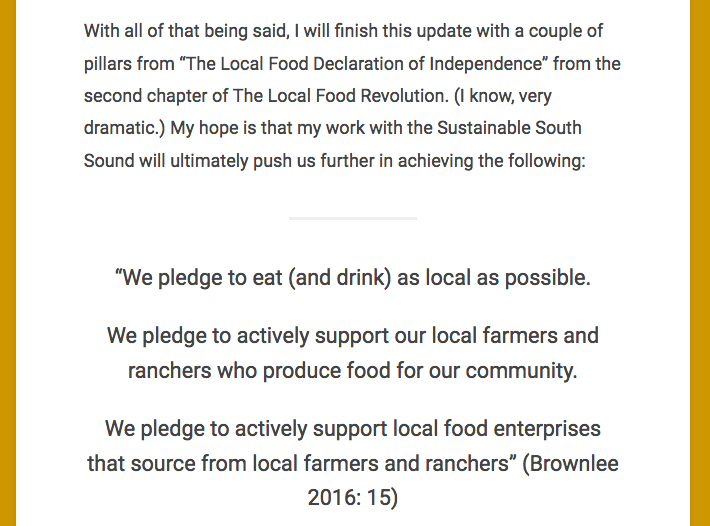 With all of that being said, I will finish this update with a couple of
pillars from “The Local Food Declaration of Independence” from the
second chapter of The Local Food Revolution. (I know, very
dramatic.) My hope is that my work with the Sustainable South
Sound will ultimately push us further in achieving the following:
“We pledge to eat (and drink) as local as possible.
We pledge to actively support our local farmers and
ranchers who produce food for our community.
We pledge to actively support local food enterprises
that source from local farmers and ranchers” (Brownlee
2016: 15)